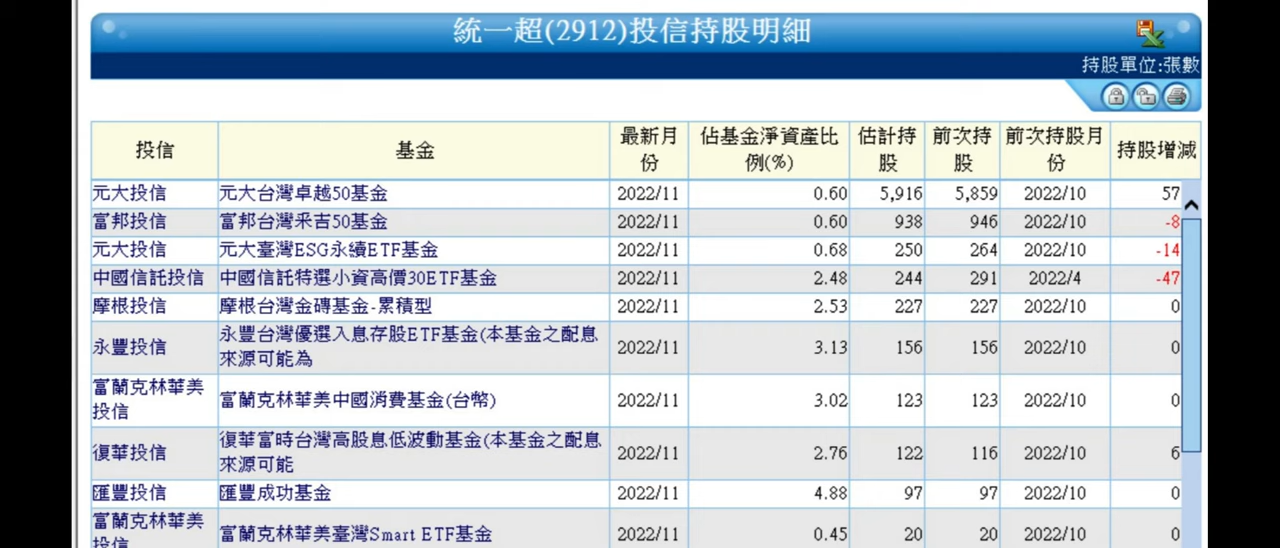 統一超(2912)投信持股明細
持股單位:張數
投信 基金 最新月份 佔基金淨資產比例(%) 估計持股 前次持股 前次持股月份 持股增減
元大投信 元大台灣卓越50基金 2022/11 0.60 5,916 5,859 2022/10 57
富邦投信 富邦台灣釆吉50基金 2022/11 0.60 938 946 2022/10 -8
元大投信 元大臺灣ESG永續ETF基金 2022/11 0.68 250 264 2022/10 -14
中國信託投信 中國信託特選小資高價30ETF基金 2022/11 2.48 244 291 2022/4 -47
摩根投信 摩根台灣金磚基金-累積型 2022/11 2.53 227 227 2022/10 0
永豐投信 永豐台灣優選入息存股ETF基金(本基金之配息來源可能為 2022/11 3.13 156 156 2022/10 0
富蘭克林華美投信 富蘭克林華美中國消費基金(台幣) 2022/11 3.02 123 123 2022/10 0
復華投信 復華富時台灣高股息低波動基金(本基金之配息來源可能 2022/11 2.76 122 116 2022/10 6
匯豐投信 匯豐成功基金 2022/11 4.88 97 97 2022/10 0
富蘭克林華美投信 富蘭克林華美臺灣Smart ETF基金 2022/11 0.45 20 20 2022/10 0